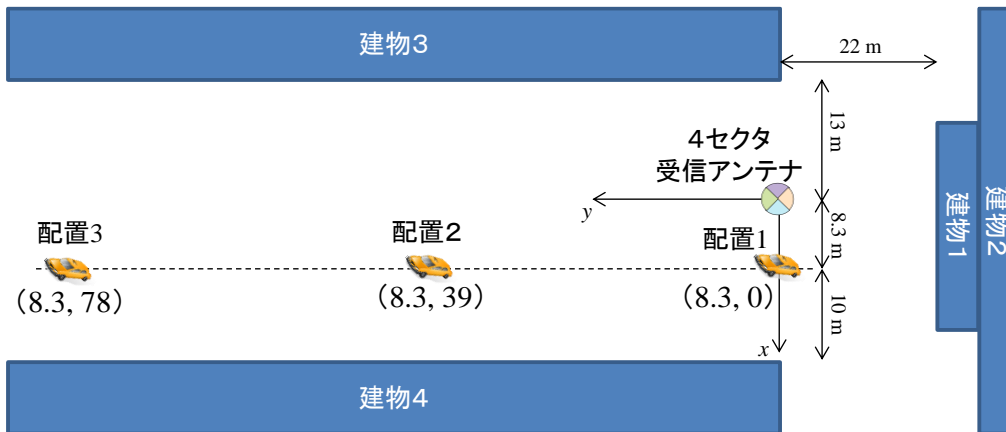 建物3
22 m
13 m
4セクタ
受信アンテナ
y
8.3 m
建物1
建物2
配置3
配置2
配置1
(8.3, 78)
(8.3, 39)
(8.3, 0)
10 m
x
建物4